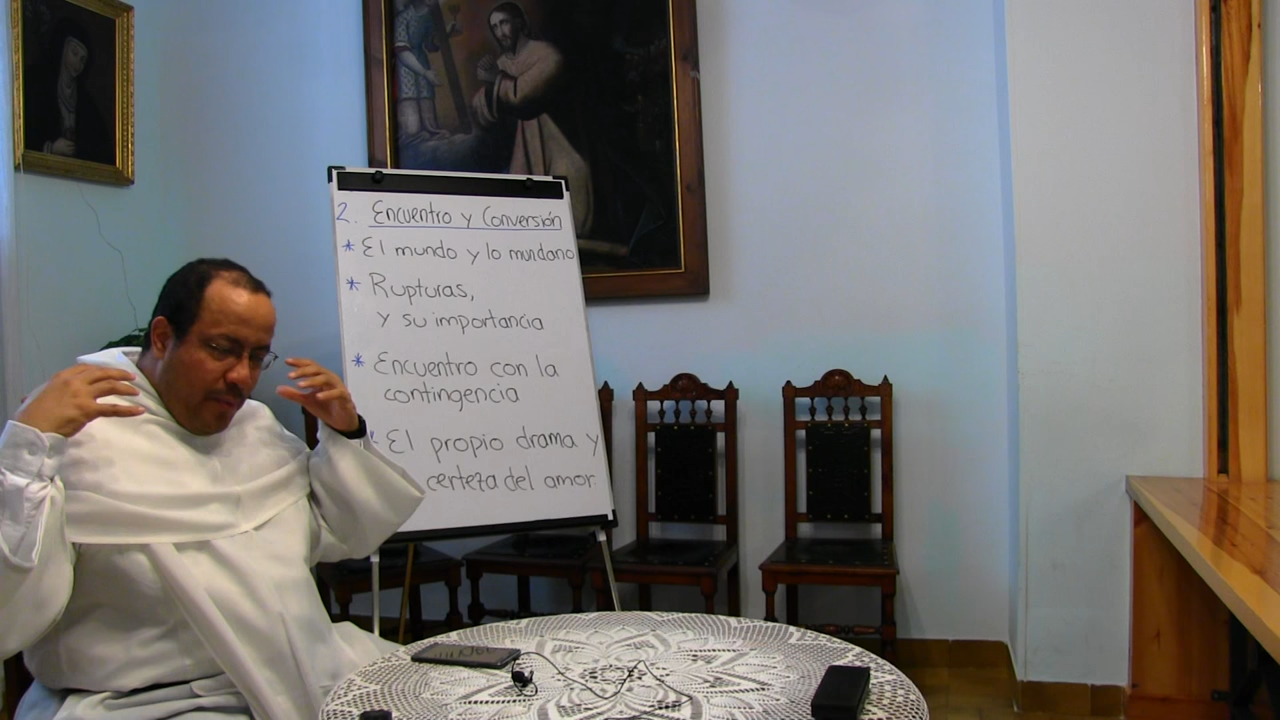 2. Encuentro y Conversión
* El mundo y lo mundano
* Rupturas,
y su importancia
* Encuentro con la
contingencia
* El propio drama y
certeza del amor.